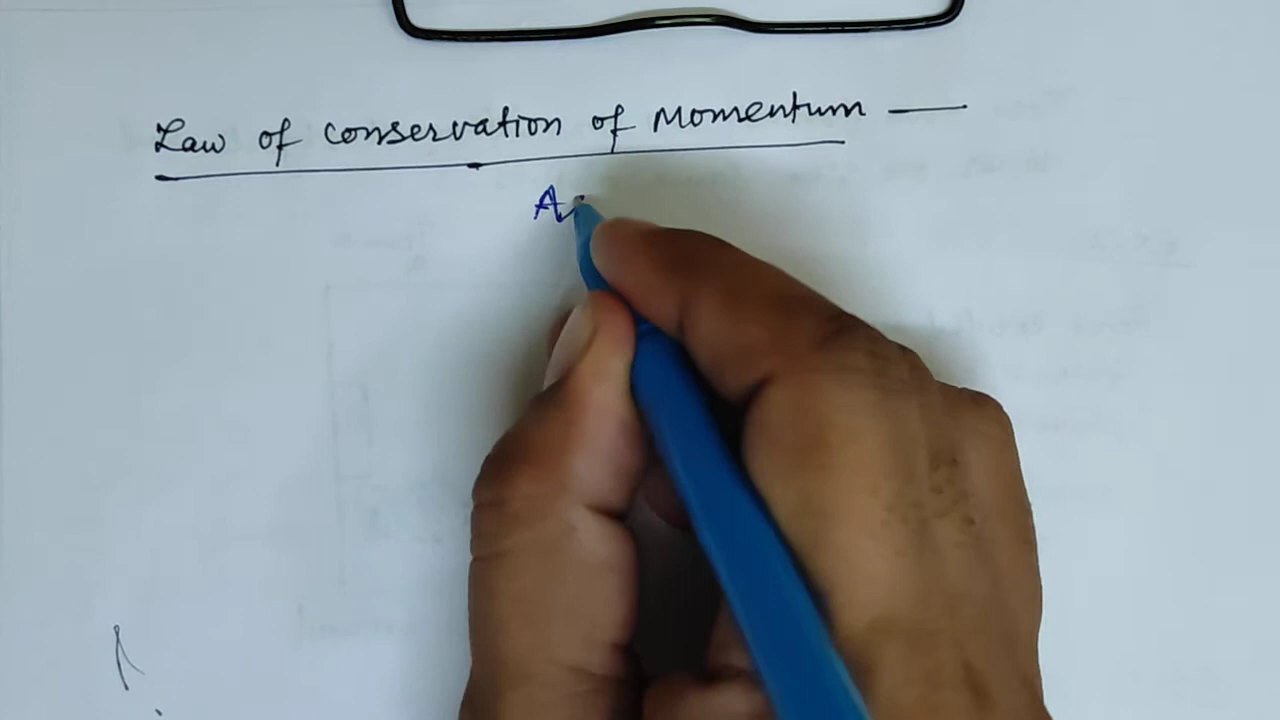 Law of conservation of Momentum —
A